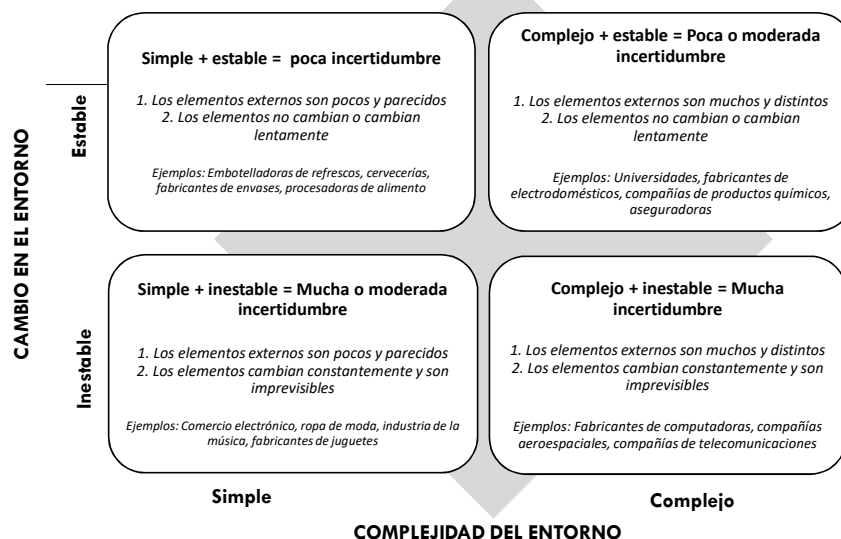 CAMBIO EN EL ENTORNO
Estable
Simple + estable = poca incertidumbre
1. Los elementos externos son pocos y parecidos
2. Los elementos no cambian o cambian
lentamente
Ejemplos: Embotelladoras de refrescos, cervecerías,
fabricantes de envases, procesadoras de alimento
Complejo + estable = Poca o moderada
incertidumbre
1. Los elementos externos son muchos y distintos
2. Los elementos no cambian o cambian
lentamente
Ejemplos: Universidades, fabricantes de
electrodomésticos, compañías de productos químicos,
aseguradoras
Inestable
Simple + inestable = Mucha o moderada
incertidumbre
1. Los elementos externos son pocos y parecidos
2. Los elementos cambian constantemente y son
imprevisibles
Ejemplos: Comercio electrónico, ropa de moda, industria de la
música, fabricantes de juguetes
Complejo + inestable = Mucha
incertidumbre
1. Los elementos externos son muchos y distintos
2. Los elementos cambian constantemente y son
imprevisibles
Ejemplos: Fabricantes de computadoras, compañías
aeroespaciales, compañías de telecomunicaciones
Simple
Complejo
COMPLEJIDAD DEL ENTORNO